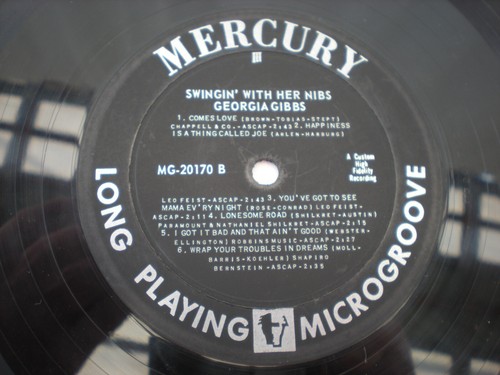 MERCURY
SWINGIN' WITH HER NIBS
GEORGIA GIBBS
1. COMES LOVE (BROWN-TOBIAS-STEPT)
CHAPPELL & CO. - ASCAP - 2:43 2. HAPPINESS
IS A THING CALLED JOE (ARLEN-HARBURG)
MG-20170 B
A Custom
High
Fidelity
Recording
LEO FEIST-ASCAP-2:43 3. YOU'VE GOT TO SEE
MAMA EV'RY NIGHT (ROSE-CONRAD) LEO FEIST-
ASCAP-2:11 4. LONESOME ROAD (SHILKRET-AUSTIN)
PARAMOUNT & NATHANIEL SHILKRET-ASCAP-2:15
5. I GOT IT BAD AND THAT AIN'T GOOD (WEBSTER-
ELLINGTON) ROBBINS MUSIC-ASCAP-2:27
6. WRAP YOUR TROUBLES IN DREAMS (MOLL-
BARRIS-KOEHLER) SHAPIRO
BERNSTEIN - ASCAP - 2:35
LONG PLAYING MICROGROOVE